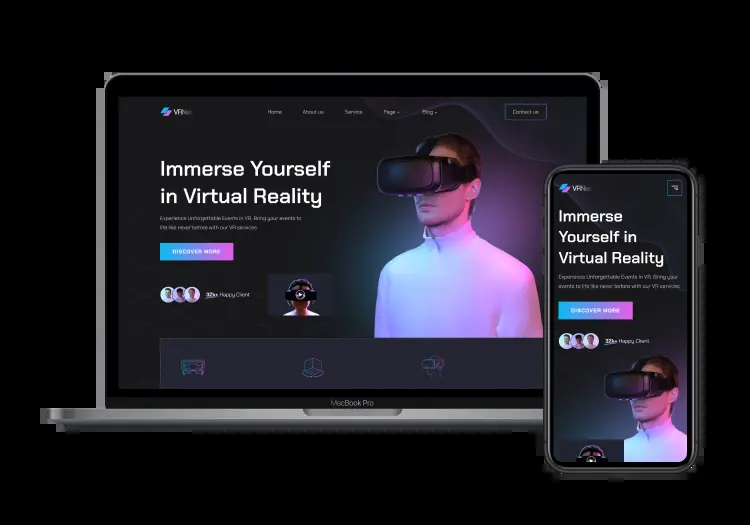 Home About us Service Page Blog Contact us
Immerse Yourself
in Virtual Reality
Experience Unforgettable Events in VR. Bring your events to
life like never before with our VR services
DISCOVER MORE
32k+ Happy Client
MacBook Pro
Immerse
Yourself in
Virtual Reality
Experience Unforgettable Events in VR. Bring your
events to life like never before with our VR services
DISCOVER MORE
32k+ Happy Client